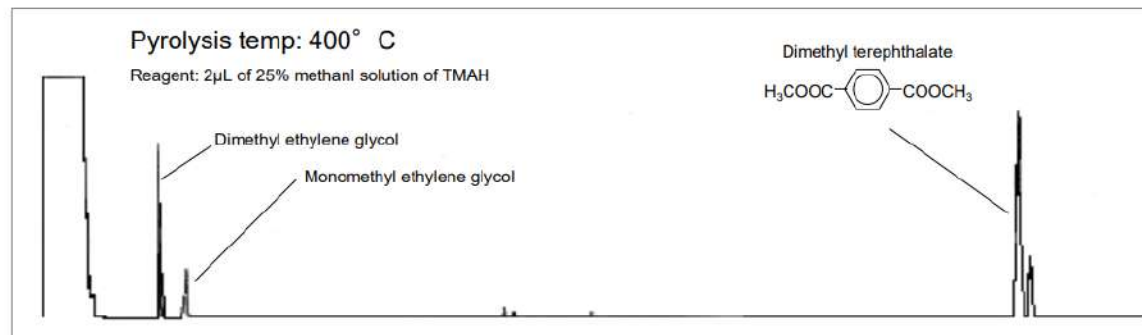 Pyrolysis temp: 400° C
Reagent: 2µL of 25% methanl solution of TMAH
Dimethyl terephthalate
H₃COOC COOCH₃
Dimethyl ethylene glycol
Monomethyl ethylene glycol